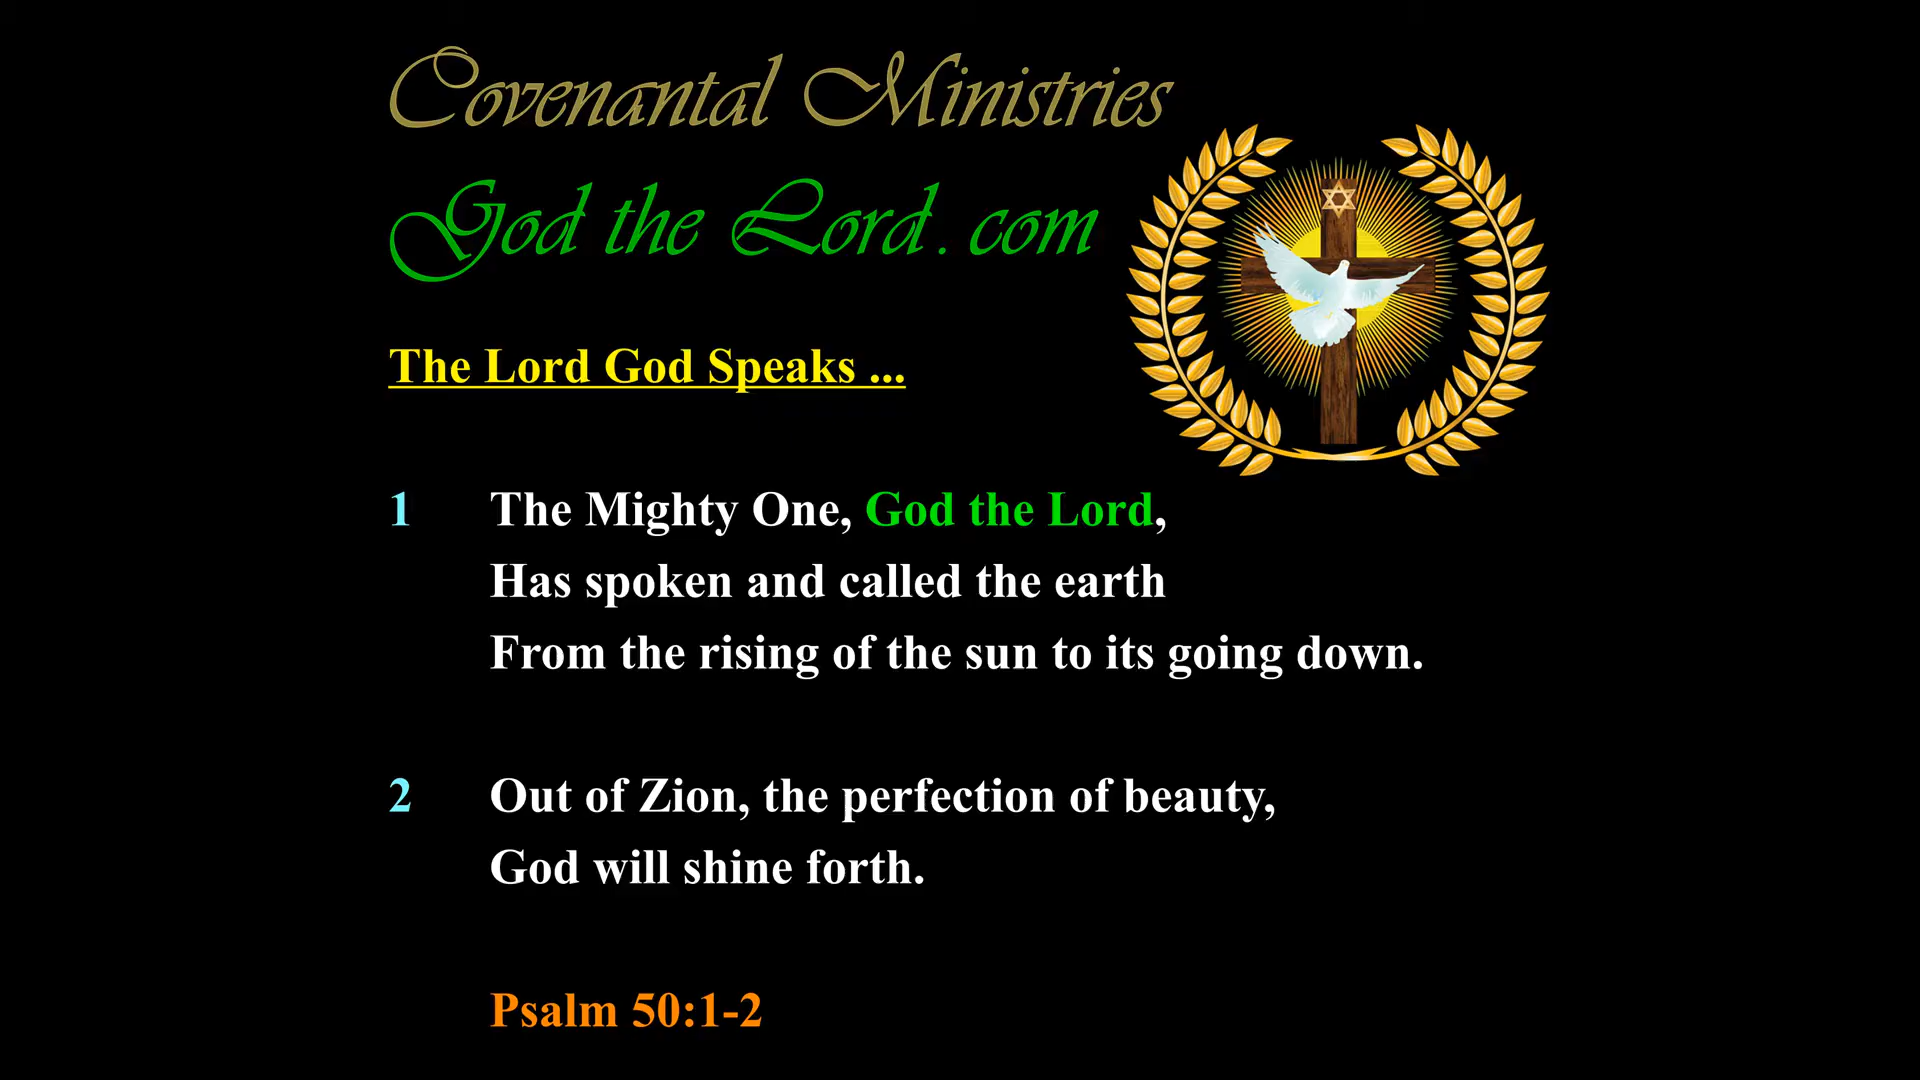 Covenantal Ministries
God the Lord.com
The Lord God Speaks ...
1 The Mighty One, God the Lord,
Has spoken and called the earth
From the rising of the sun to its going down.
2 Out of Zion, the perfection of beauty,
God will shine forth.
Psalm 50:1-2